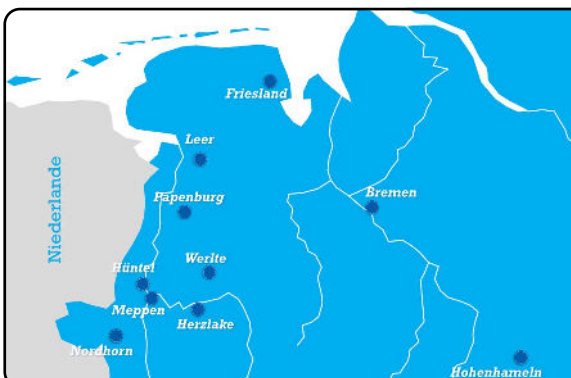 Friesland
Leer
Niederlande
Papenburg
Bremen
Werlte
Hüntel
Meppen
Herzlake
Nordhorn
Hohenhameln